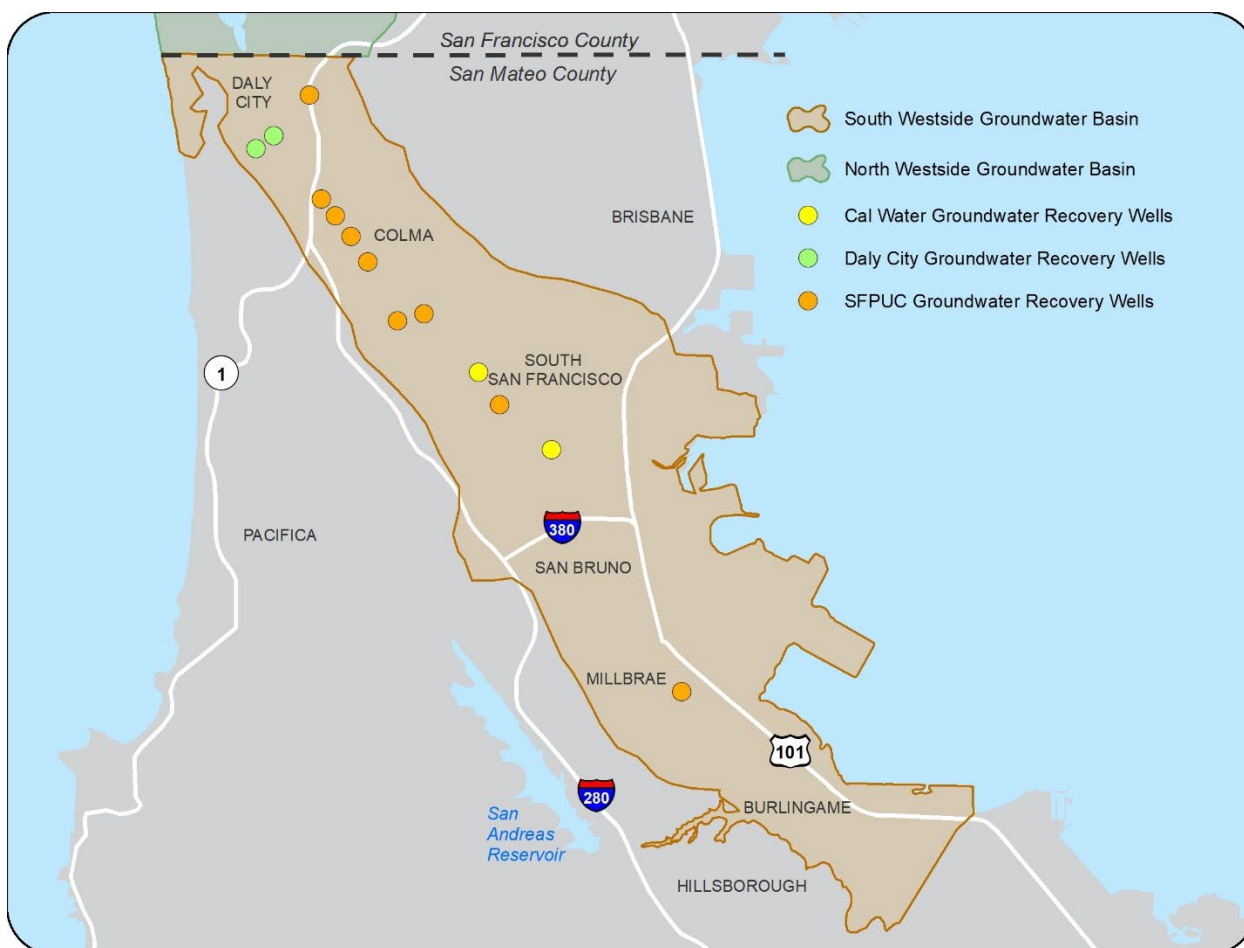 San Francisco County
San Mateo County
DALY
CITY
South Westside Groundwater Basin
North Westside Groundwater Basin
BRISBANE
Cal Water Groundwater Recovery Wells
COLMA
Daly City Groundwater Recovery Wells
SFPUC Groundwater Recovery Wells
1
SOUTH
SAN FRANCISCO
PACIFICA
380
SAN BRUNO
MILLBRAE
101
280
BURLINGAME
San
Andreas
Reservoir
HILLSBOROUGH